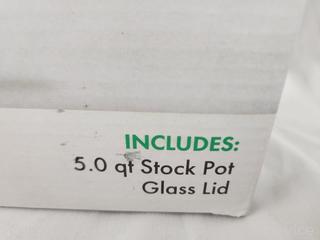 INCLUDES:
5.0 qt Stock Pot
Glass Lid